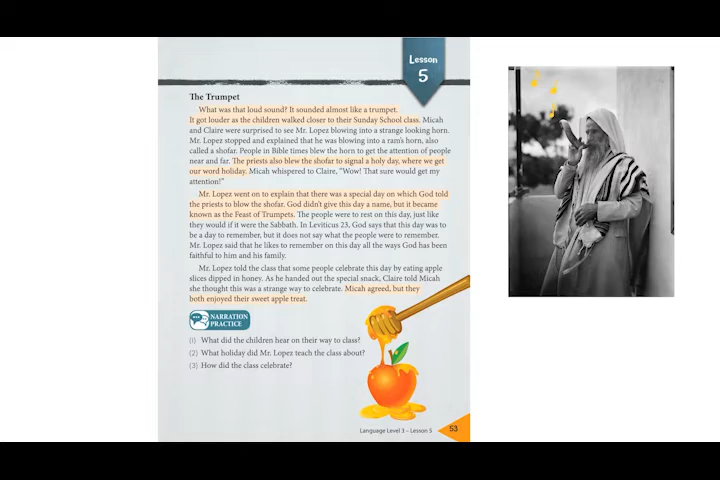 Lesson
5
The Trumpet
What was that loud sound? It sounded almost like a trumpet.
It got louder as the children walked closer to their Sunday School class. Micah
and Claire were surprised to see Mr. Lopez blowing into a strange looking horn.
Mr. Lopez stopped and explained that he was blowing into a ram's horn, also
called a shofar. People in Bible times blew the horn to get the attention of people
near and far. The priests also blew the shofar to signal a holy day, where we get
our word holiday. Micah whispered to Claire, "Wow! That sure would get my
attention!"
Mr. Lopez went on to explain that there was a special day on which God told
the priests to blow the shofar. God didn't give this day a name, but it became
known as the Feast of Trumpets. The people were to rest on this day, just like
they would if it were the Sabbath. In Leviticus 23, God says that this day was to
be a day to remember, but it does not say what the people were to remember.
Mr. Lopez said that he likes to remember on this day all the ways God has been
faithful to him and his family.
Mr. Lopez told the class that some people celebrate this day by eating apple
slices dipped in honey. As he handed out the special snack, Claire told Micah
she thought this was a strange way to celebrate. Micah agreed, but they
both enjoyed their sweet apple treat.
NARRATION
PRACTICE
(1) What did the children hear on their way to class?
(2) What holiday did Mr. Lopez teach the class about?
(3) How did the class celebrate?
Language Level 3 – Lesson 5
53